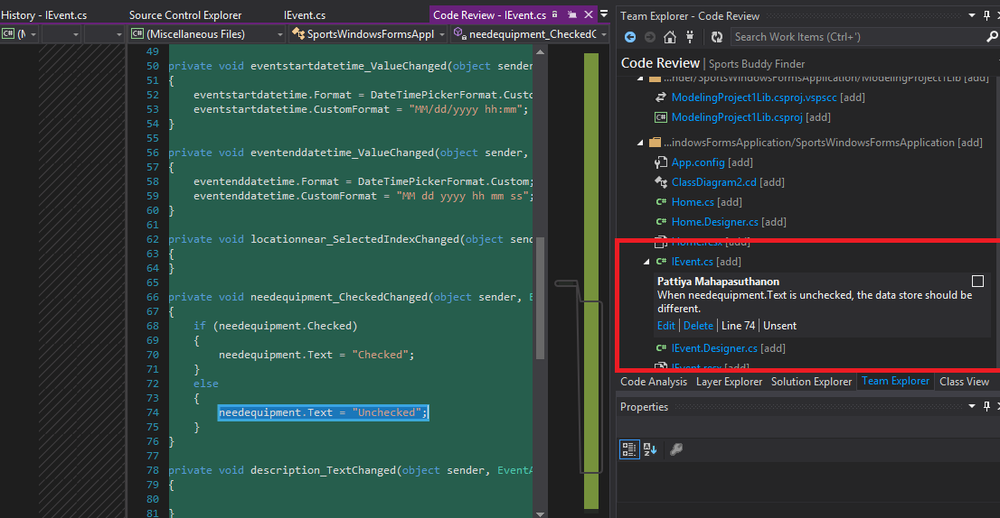 History - IEvent.cs
Source Control Explorer
IEvent.cs
Code Review - IEvent.cs
(Miscellaneous Files)
SportsWindowsFormsAppl
needequipment_CheckedC
49
50 private void eventstartdatetime_ValueChanged(object sender
51 {
52 eventstartdatetime.Format = DateTimePickerFormat.Custo
53 eventstartdatetime.CustomFormat = "MM/dd/yyyy hh:mm";
54 }
55
56 private void eventenddatetime_ValueChanged(object sender,
57 {
58 eventenddatetime.Format = DateTimePickerFormat.Custom;
59 eventenddatetime.CustomFormat = "MM dd yyyy hh mm ss";
60 }
61
62 private void locationnear_SelectedIndexChanged(object send
63 {
64 }
65
66 private void needequipment_CheckedChanged(object sender, E
67 {
68 if (needequipment.Checked)
69 {
70 needequipment.Text = "Checked";
71 }
72 else
73 {
74 needequipment.Text = "Unchecked";
75 }
76 }
77
78 private void description_TextChanged(object sender, EventA
79 {
80
81 }
Team Explorer - Code Review
Search Work Items (Ctrl+')
Code Review | Sports Buddy Finder
...nder/SportsWindowsFormsApplication/ModelingProject1Lib [add]
ModelingProject1Lib.csproj.vspscc [add]
ModelingProject1Lib.csproj [add]
...indowsFormsApplication/SportsWindowsFormsApplication [add]
App.config [add]
ClassDiagram2.cd [add]
Home.cs [add]
Home.Designer.cs [add]
Home.resx [add]
IEvent.cs [add]
Pattiya Mahapasuthanon
When needequipment.Text is unchecked, the data store should be
different.
Edit | Delete | Line 74 | Unsent
IEvent.Designer.cs [add]
IEvent.resx [add]
Code Analysis Layer Explorer Solution Explorer Team Explorer Class View
Properties